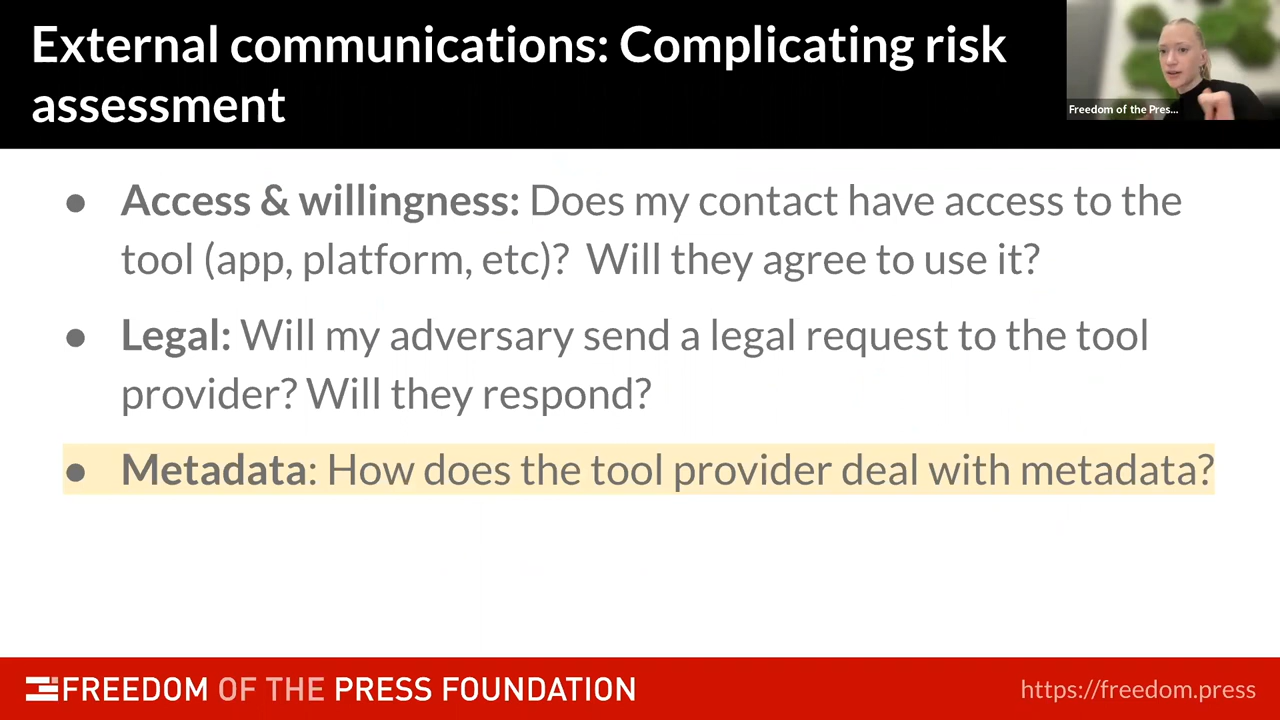 External communications: Complicating risk
assessment
Freedom of the Pres...
● Access & willingness: Does my contact have access to the
tool (app, platform, etc)?  Will they agree to use it?
● Legal: Will my adversary send a legal request to the tool
provider? Will they respond?
● Metadata: How does the tool provider deal with metadata?
FREEDOM OF THE PRESS FOUNDATION
https://freedom.press